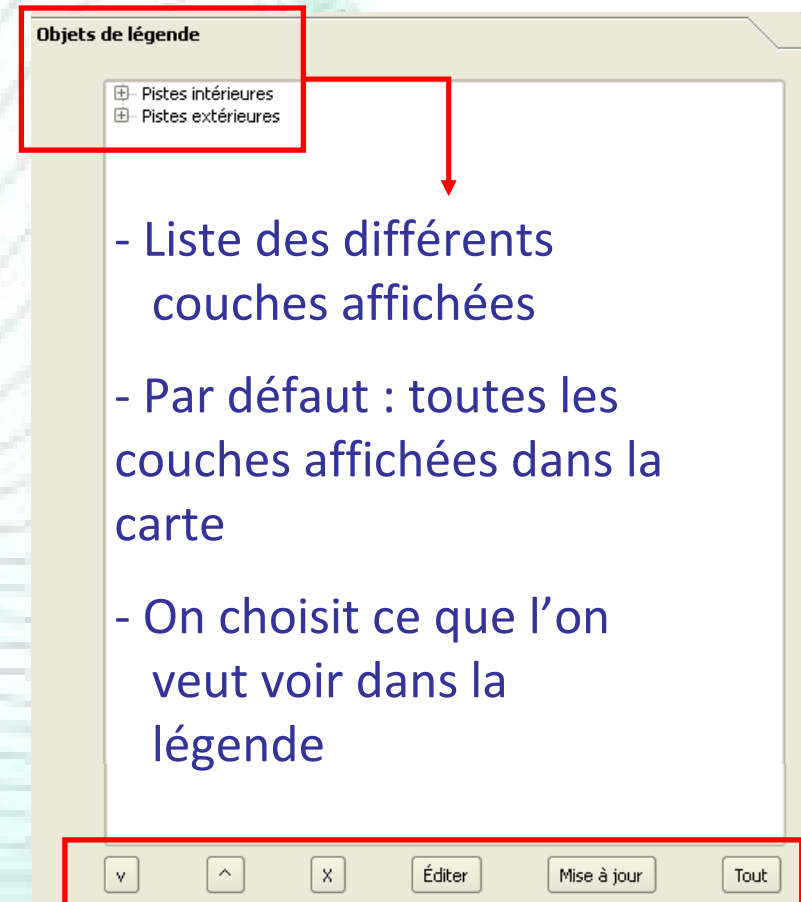 Objets de légende
Pistes intérieures
Pistes extérieures
- Liste des différents
couches affichées
- Par défaut : toutes les
couches affichées dans la
carte
- On choisit ce que l’on
veut voir dans la
légende
v ^ X Éditer Mise à jour Tout